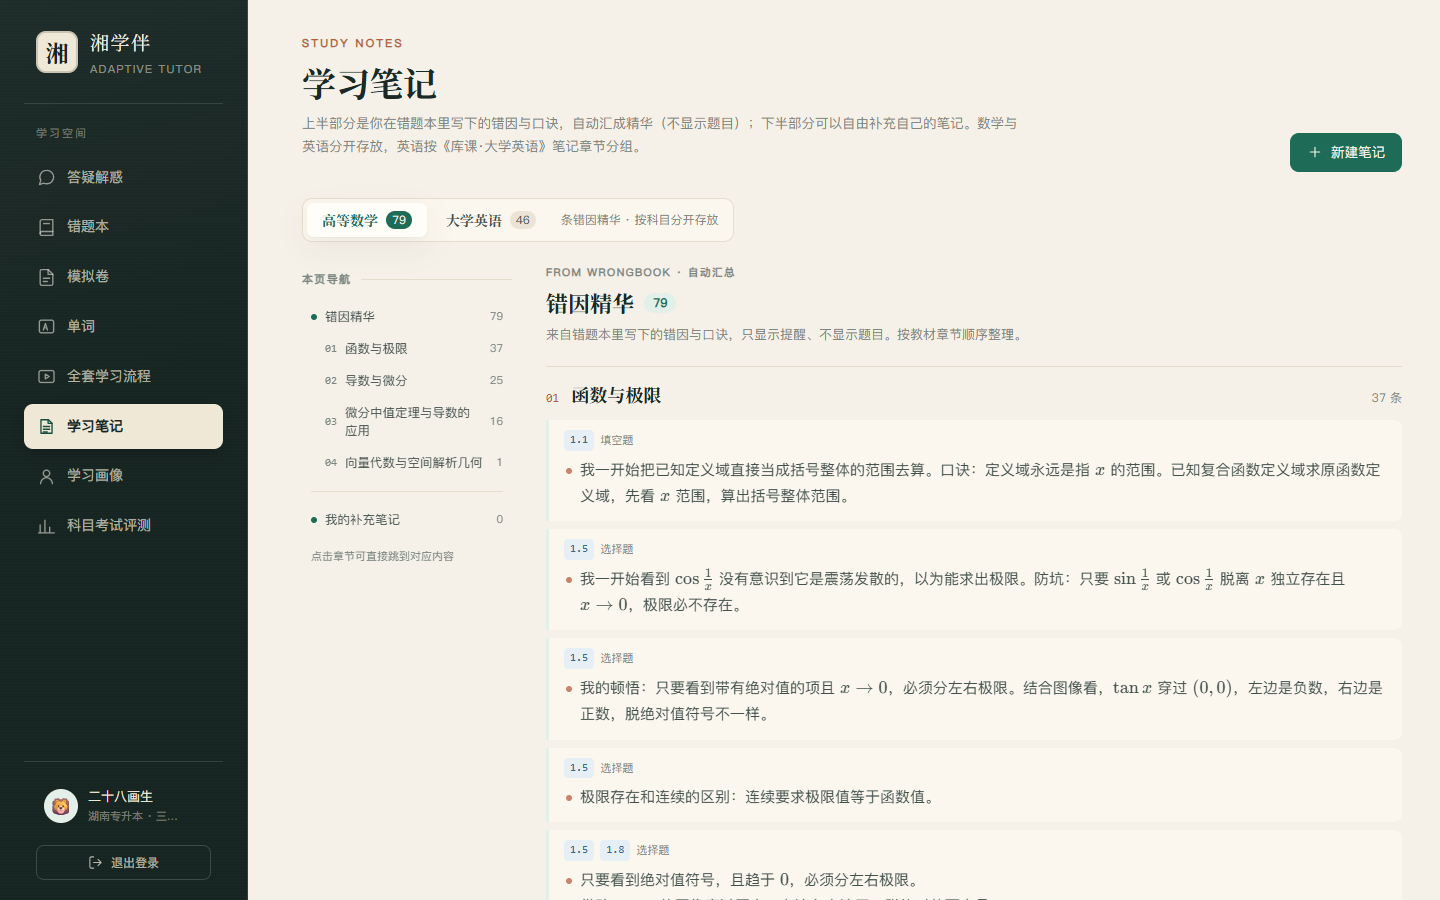 湘
湘学伴
ADAPTIVE TUTOR
学习空间
答疑解惑
错题本
模拟卷
单词
全套学习流程
学习笔记
学习画像
科目考试评测
二十八画生
湖南专升本 · 三...
退出登录
STUDY NOTES
学习笔记
上半部分是你在错题本里写下的错因与口诀，自动汇成精华（不显示题目）；下半部分可以自由补充自己的笔记。数学与
英语分开存放，英语按《库课·大学英语》笔记章节分组。
+ 新建笔记
高等数学 79 大学英语 46 条错因精华 · 按科目分开存放
本页导航
错因精华 79
01 函数与极限 37
02 导数与微分 25
03 微分中值定理与导数的
应用 16
04 向量代数与空间解析几何 1
我的补充笔记 0
点击章节可直接跳到对应内容
FROM WRONGBOOK · 自动汇总
错因精华 79
来自错题本里写下的错因与口诀，只显示提醒、不显示题目。按教材章节顺序整理。
01 函数与极限 37 条
1.1 填空题
我一开始把已知定义域直接当成括号整体的范围去算。口诀：定义域永远是指 x 的范围。已知复合函数定义域求原函数定
义域，先看 x 范围，算出括号整体范围。
1.5 选择题
我一开始看到 cos 1/x 没有意识到它是震荡发散的，以为能求出极限。防坑：只要 sin 1/x 或 cos 1/x 脱离 x 独立存在且
x → 0，极限必不存在。
1.5 选择题
我的顿悟：只要看到带有绝对值的项且 x → 0，必须分左右极限。结合图像看，tan x 穿过 (0,0)，左边是负数，右边是
正数，脱绝对值符号不一样。
1.5 选择题
极限存在和连续的区别：连续要求极限值等于函数值。
1.5 1.8 选择题
只要看到绝对值符号，且趋于 0，必须分左右极限。